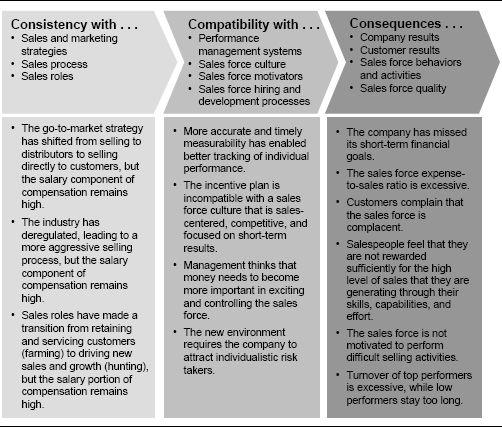 Consistency with . . .
• Sales and marketing
strategies
• Sales process
• Sales roles
Compatibility with . . .
• Performance
management systems
• Sales force culture
• Sales force motivators
• Sales force hiring and
development processes
Consequences . . .
• Company results
• Customer results
• Sales force behaviors
and activities
• Sales force quality
• The go-to-market strategy
has shifted from selling to
distributors to selling
directly to customers, but
the salary component of
compensation remains
high.
• The industry has
deregulated, leading to a
more aggressive selling
process, but the salary
component of
compensation remains
high.
• Sales roles have made a
transition from retaining
and servicing customers
(farming) to driving new
sales and growth (hunting),
but the salary portion of
compensation remains
high.
• More accurate and timely
measurability has enabled
better tracking of individual
performance.
• The incentive plan is
incompatible with a sales
force culture that is sales-
centered, competitive, and
focused on short-term
results.
• Management thinks that
money needs to become
more important in exciting
and controlling the sales
force.
• The new environment
requires the company to
attract individualistic risk
takers.
• The company has missed
its short-term financial
goals.
• The sales force expense-
to-sales ratio is excessive.
• Customers complain that
the sales force is
complacent.
• Salespeople feel that they
are not rewarded
sufficiently for the high
level of sales that they are
generating through their
skills, capabilities, and
effort.
• The sales force is not
motivated to perform
difficult selling activities.
• Turnover of top performers
is excessive, while low
performers stay too long.